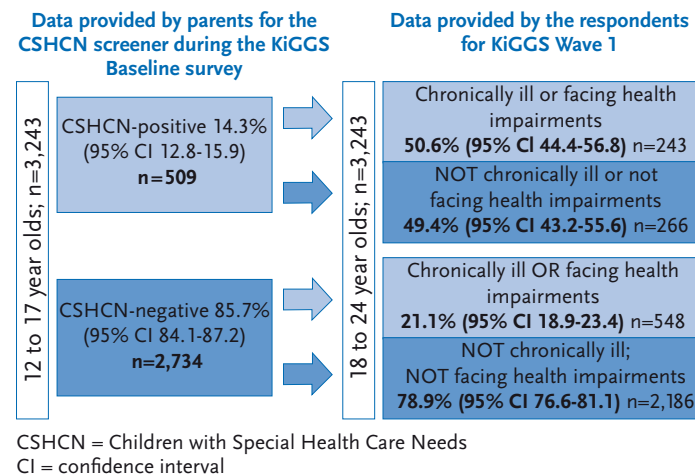 Data provided by parents for the
CSHCN screener during the KiGGS
Baseline survey
Data provided by the respondents
for KiGGS Wave 1
12 to 17 year olds; n=3,243
CSHCN-positive 14.3%
(95% CI 12.8-15.9)
n=509
CSHCN-negative 85.7%
(95% CI 84.1-87.2)
n=2,734
18 to 24 year olds; n=3,243
Chronically ill or facing health
impairments
50.6% (95% CI 44.4-56.8) n=243
NOT chronically ill or not
facing health impairments
49.4% (95% CI 43.2-55.6) n=266
Chronically ill OR facing health
impairments
21.1% (95% CI 18.9-23.4) n=548
NOT chronically ill;
NOT facing health impairments
78.9% (95% CI 76.6-81.1) n=2,186
CSHCN = Children with Special Health Care Needs
CI = confidence interval